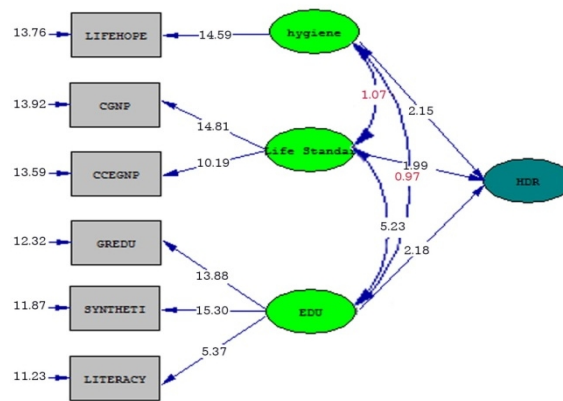 13.76
LIFEHOPE
14.59
hygiene
13.92
CGNP
14.81
1.07
2.15
13.59
CCEGNP
10.19
Life Standar
1.99
0.97
HDR
12.32
GREDU
13.88
5.23
2.18
11.87
SYNTHETI
15.30
EDU
5.37
11.23
LITERACY